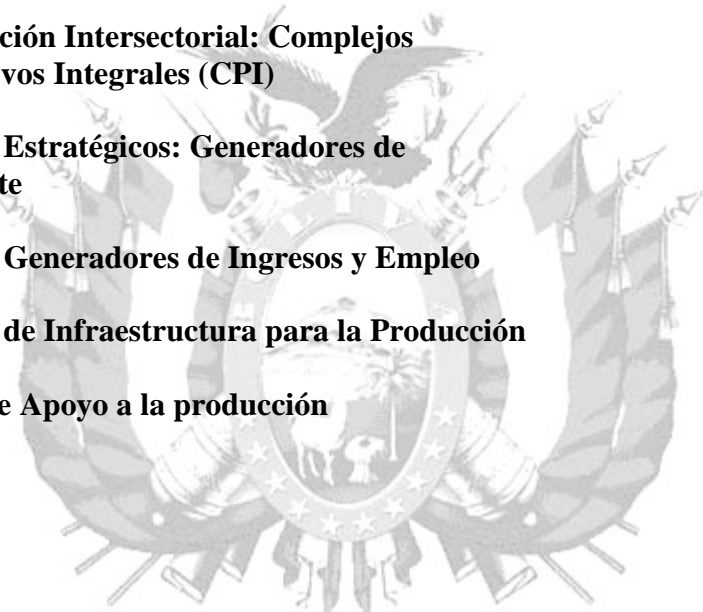 ción Intersectorial: Complejos
vos Integrales (CPI)
Estratégicos: Generadores de
te
Generadores de Ingresos y Empleo
de Infraestructura para la Producción
e Apoyo a la producción